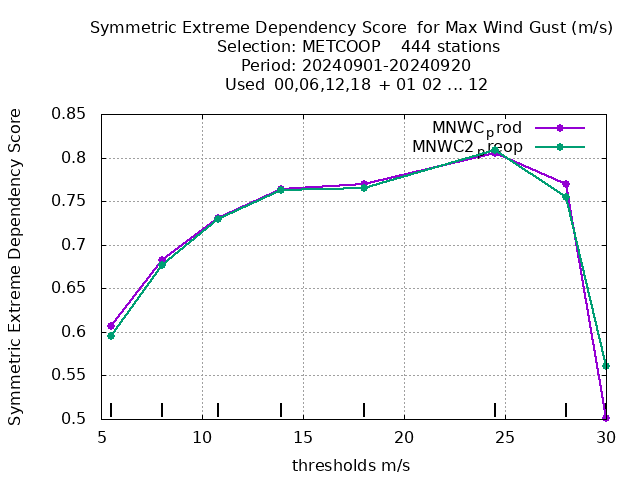 Symmetric Extreme Dependency Score  for Max Wind Gust (m/s)
Selection: METCOOP    444 stations
Period: 20240901-20240920
Used  00,06,12,18 + 01 02 ... 12
Symmetric Extreme Dependency Score
0.85
0.8
0.75
0.7
0.65
0.6
0.55
0.5
MNWCprod
MNWC2preop
5 10 15 20 25 30
thresholds m/s